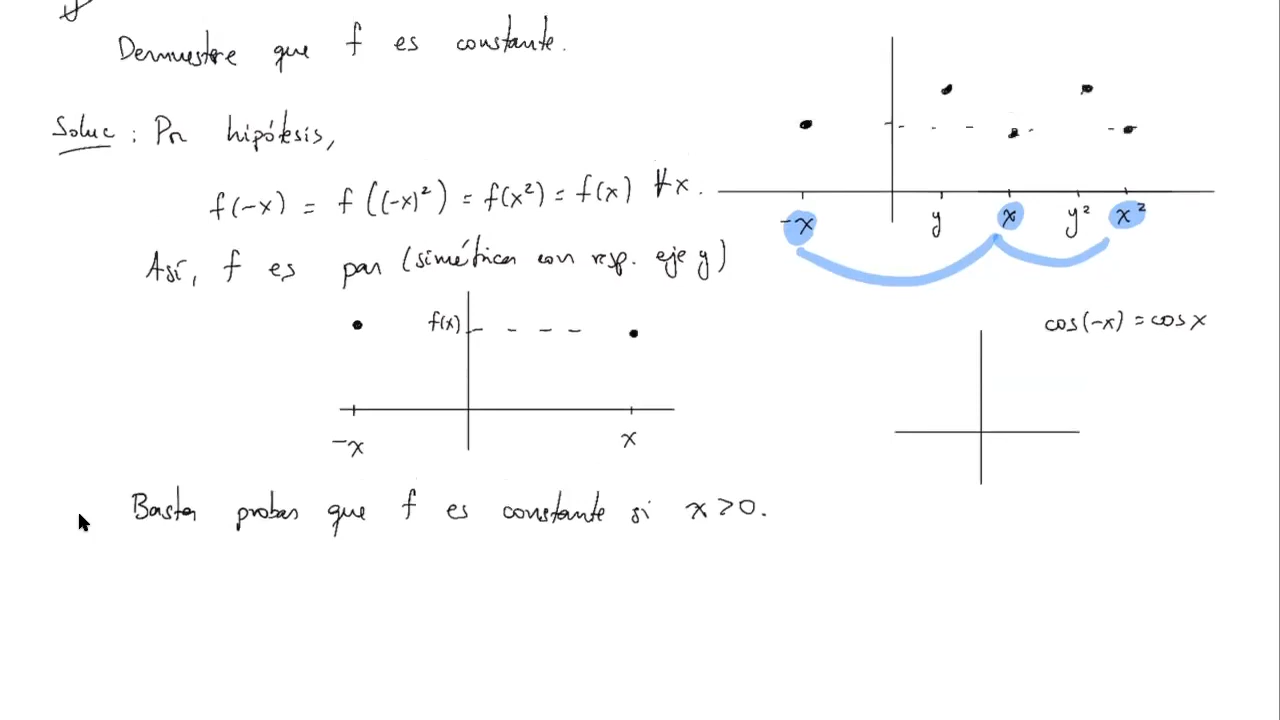 Demuestre que f es constante.
Soluc : Por hipótesis,
f(-x) = f((-x)²) = f(x²) = f(x) ∀x.
Así, f es par (simétrica con resp. eje y)
-x y x y² x²
f(x)
-x x
cos(-x) = cos x
Basta probar que f es constante si x>0.